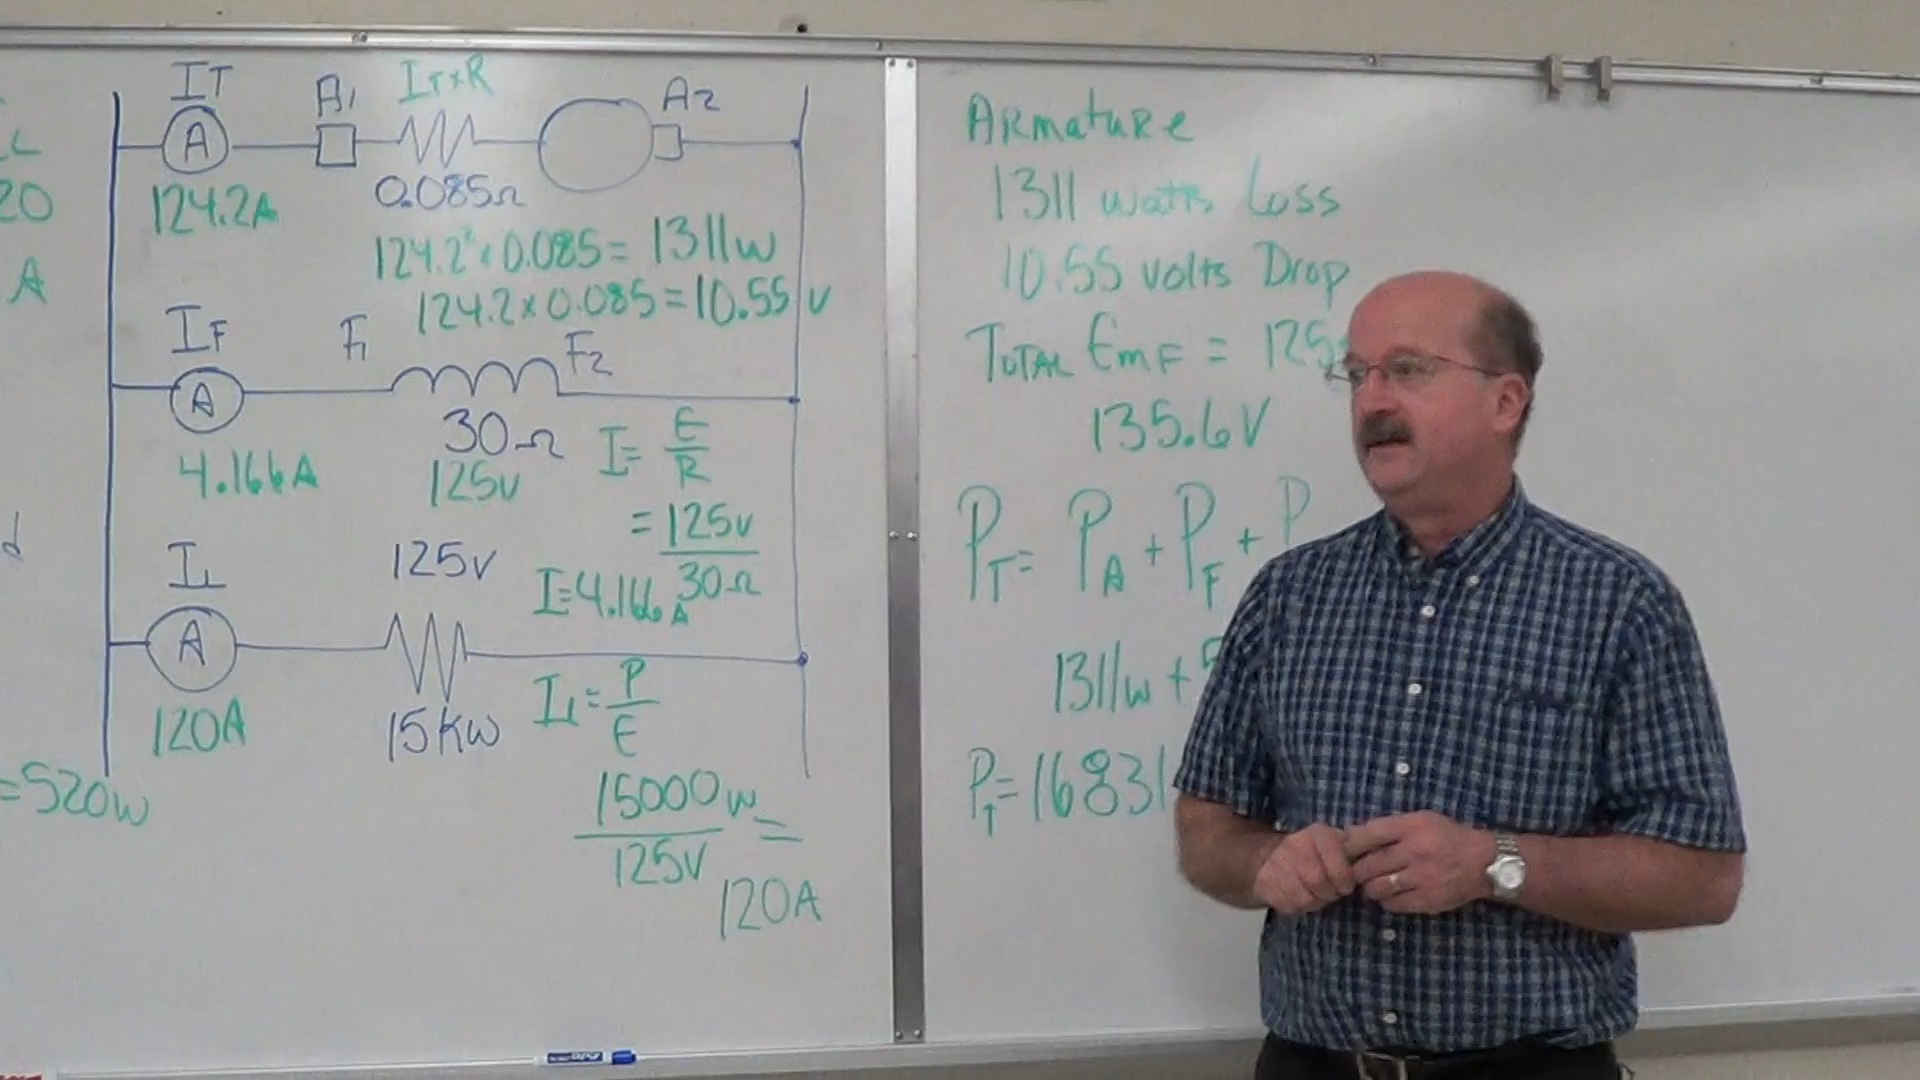 20
A
d
=520W
IT
A1
IT×R
A2
A
124.2A
0.085Ω
124.2²×0.085=1311W
124.2×0.085=10.55V
IF
F1
F2
A
4.166A
30Ω
125V
I=E/R
=125V/30Ω
I=4.166A
IL
125V
A
120A
15KW
IL=P/E
15000W/125V=
120A
Armature
1311 watts Loss
10.55 volts Drop
Total Emf = 125
135.6V
PT= PA + PF + P
1311W + 5
PT=16831